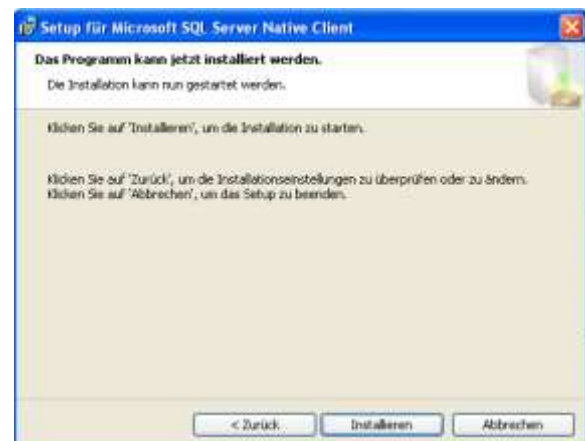 Setup für Microsoft SQL Server Native Client
Das Programm kann jetzt installiert werden.
Die Installation kann nun gestartet werden.
Klicken Sie auf 'Installieren', um die Installation zu starten.
Klicken Sie auf 'Zurück', um die Installationseinstellungen zu überprüfen oder zu ändern.
Klicken Sie auf 'Abbrechen', um das Setup zu beenden.
< Zurück
Installieren
Abbrechen